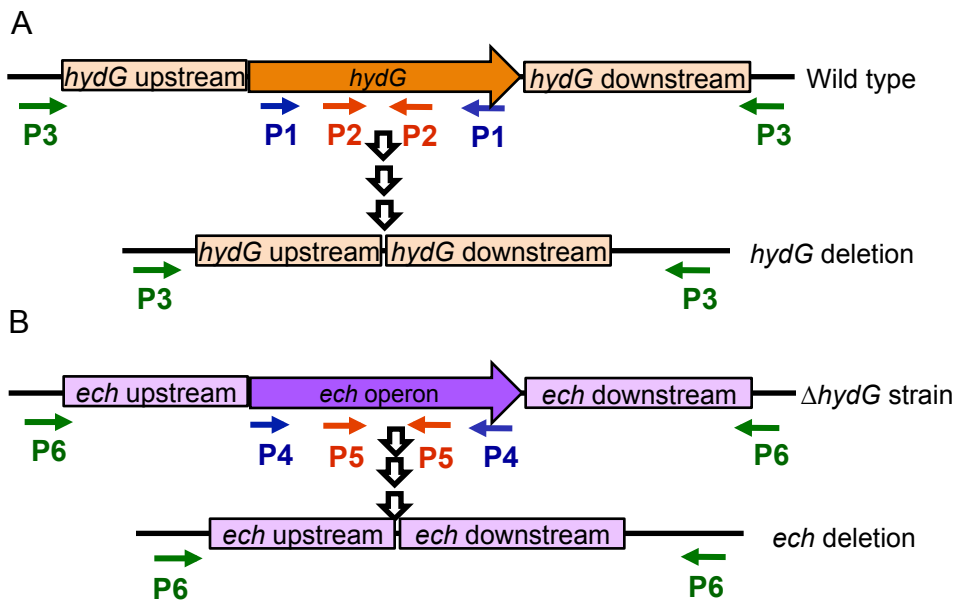 A
hydG upstream hydG hydG downstream Wild type
P3 P1 P2 P2 P1 P3
hydG upstream hydG downstream hydG deletion
P3 P3
B
ech upstream ech operon ech downstream ΔhydG strain
P6 P4 P5 P5 P4 P6
ech upstream ech downstream ech deletion
P6 P6